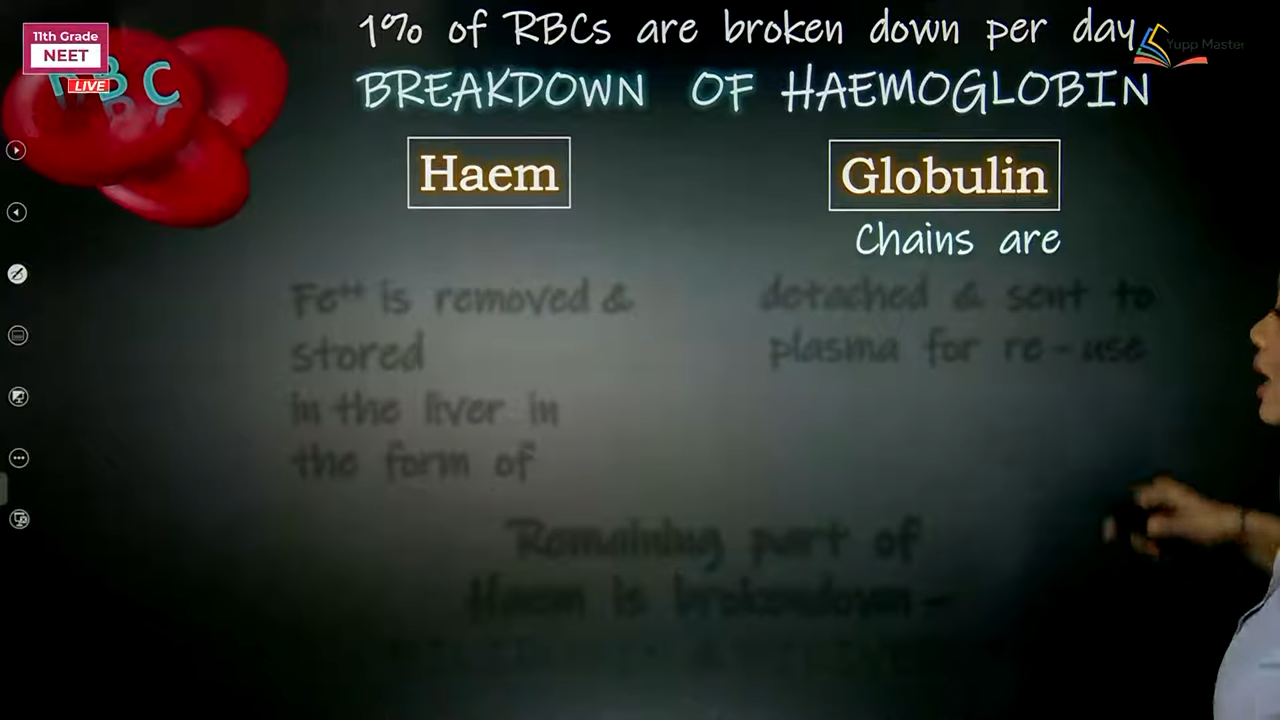 11th Grade
NEET
LIVE
RBC
Yupp Master
1% of RBCs are broken down per day
BREAKDOWN OF HAEMOGLOBIN
Haem
Globulin
Chains are
Fe++ is removed &
stored
in the liver in
the form of
detached & sent to
plasma for re-use
Remaining part of
Haem is brokendown -